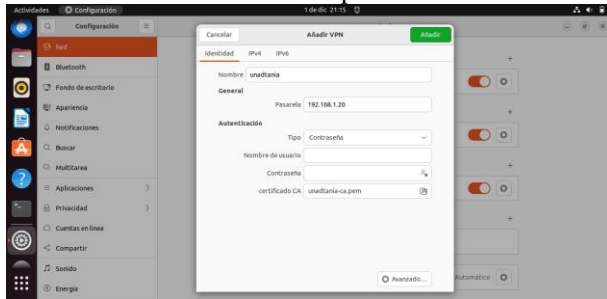 Actividades Configuración 1 de dic 21:15
Configuración
Cancelar Añadir VPN Añadir
Red
Identidad IPv4 IPv6
Bluetooth
Nombre unadtania
Fondo de escritorio
General
Pasarela 192.168.1.20
Apariencia
Notificaciones
Autenticación
Tipo Contraseña
Buscar
Nombre de usuario
Multitarea
Contraseña
Aplicaciones
certificado CA unadtania-ca.pem
Privacidad
Cuentas en línea
Compartir
Sonido
Avanzado... Automático
Energía